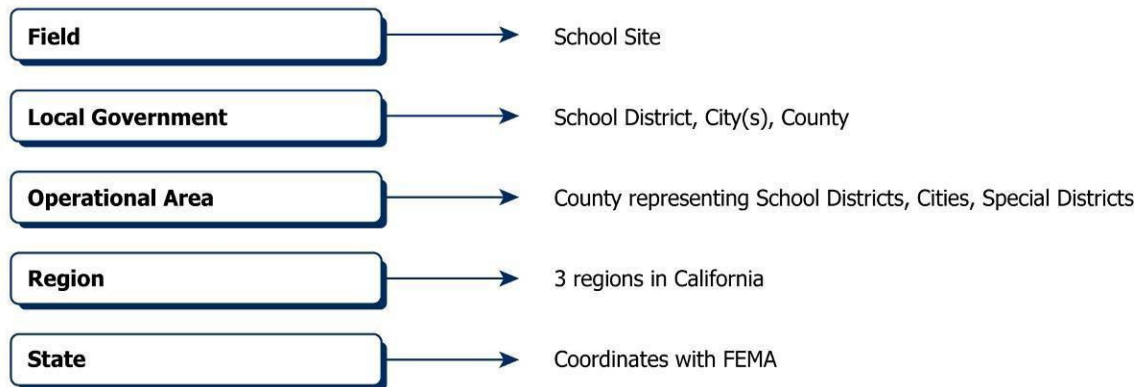 Field
School Site
Local Government
School District, City(s), County
Operational Area
County representing School Districts, Cities, Special Districts
Region
3 regions in California
State
Coordinates with FEMA